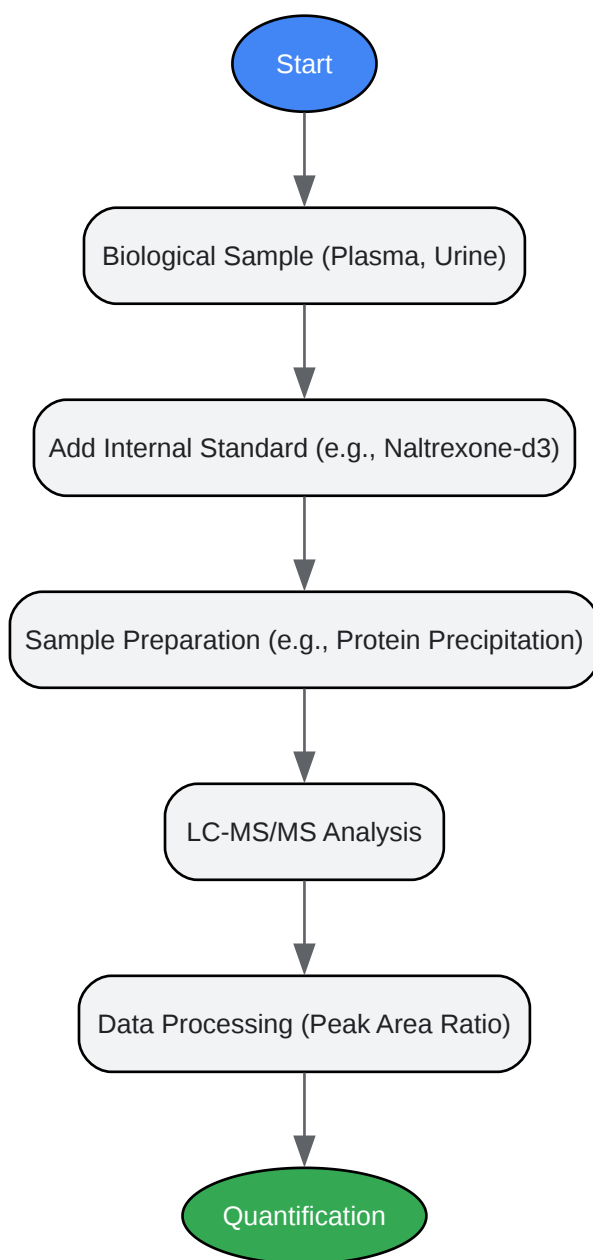 Start
Biological Sample (Plasma, Urine)
Add Internal Standard (e.g., Naltrexone-d3)
Sample Preparation (e.g., Protein Precipitation)
LC-MS/MS Analysis
Data Processing (Peak Area Ratio)
Quantification